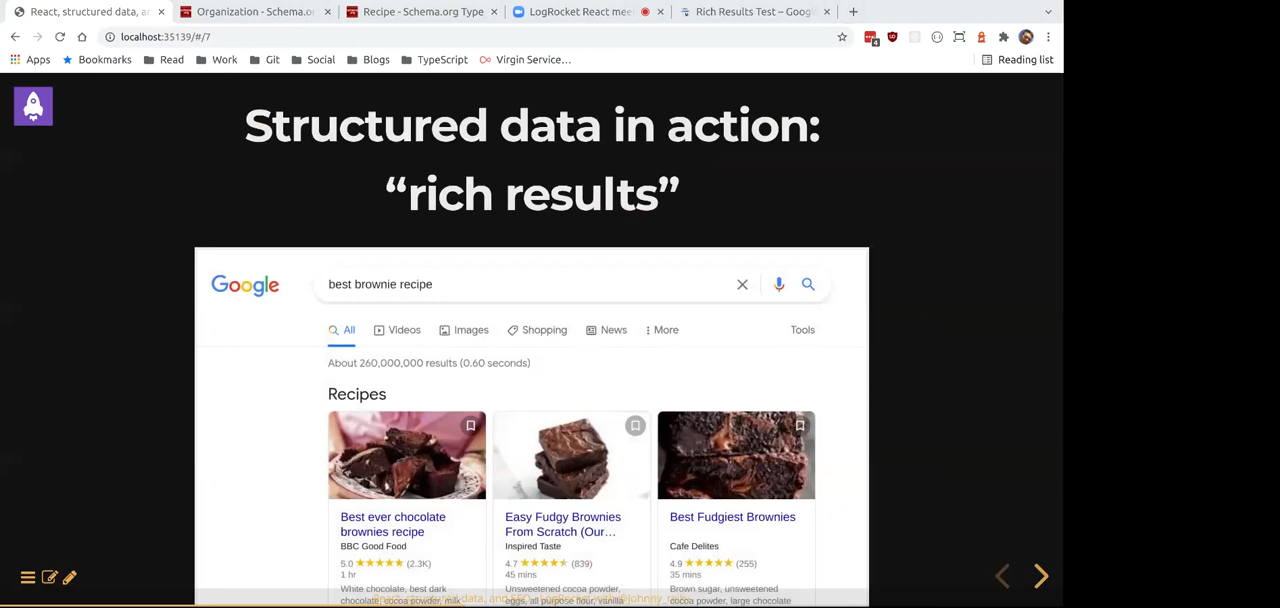 React, structured data, a
Organization - Schema.o
Recipe - Schema.org Type
LogRocket React mee
Rich Results Test – Goog
localhost:35139/#/7
4
Apps
Bookmarks
Read
Work
Git
Social
Blogs
TypeScript
Virgin Service…
Reading list
Structured data in action:
“rich results”
Google
best brownie recipe
All
Videos
Images
Shopping
News
More
Tools
About 260,000,000 results (0.60 seconds)
Recipes
Best ever chocolate
brownies recipe
BBC Good Food
5.0 (2.3K)
1 hr
White chocolate, best dark
chocolate, cocoa powder, milk
Easy Fudgy Brownies
From Scratch (Our…
Inspired Taste
4.7 (839)
45 mins
Unsweetened cocoa powder,
eggs, all purpose flour, vanilla
Best Fudgiest Brownies
Cafe Delites
4.9 (255)
35 mins
Brown sugar, unsweetened
cocoa powder, large chocolate